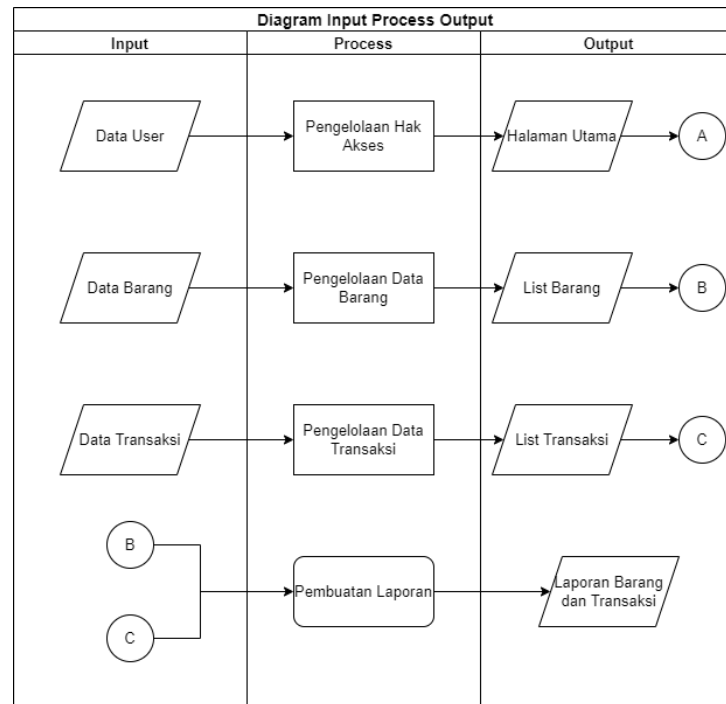 Diagram Input Process Output
Input
Process
Output
Data User
Pengelolaan Hak
Akses
Halaman Utama
A
Data Barang
Pengelolaan Data
Barang
List Barang
B
Data Transaksi
Pengelolaan Data
Transaksi
List Transaksi
C
B
C
Pembuatan Laporan
Laporan Barang
dan Transaksi